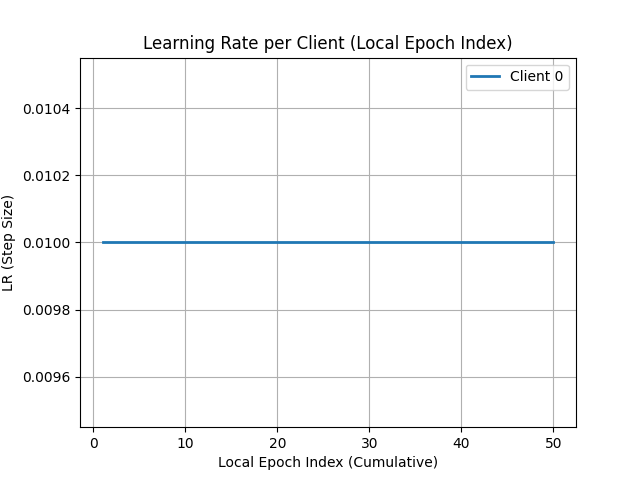 Learning Rate per Client (Local Epoch Index)
Client 0
0.0104
0.0102
0.0100
0.0098
0.0096
LR (Step Size)
0 10 20 30 40 50
Local Epoch Index (Cumulative)